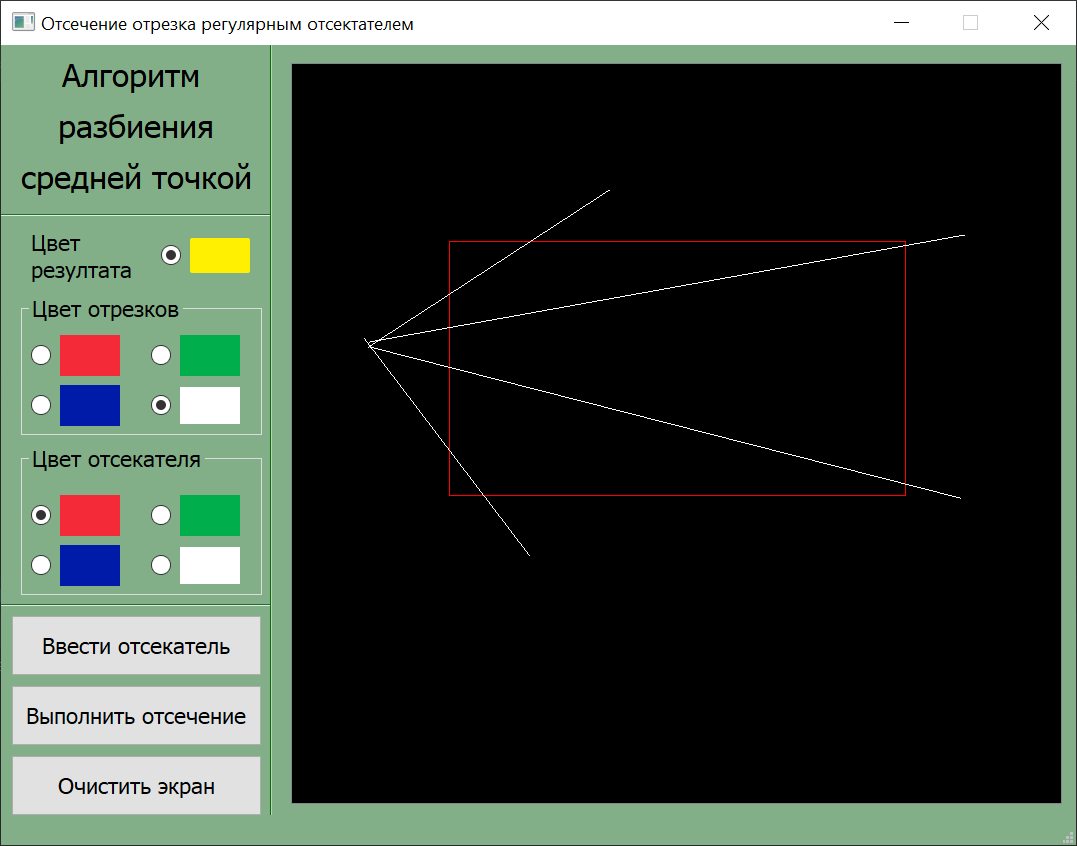 Отсечение отрезка регулярным отсектателем
Алгоритм
разбиения
средней точкой
Цвет
резултата
Цвет отрезков
Цвет отсекателя
Ввести отсекатель
Выполнить отсечение
Очистить экран